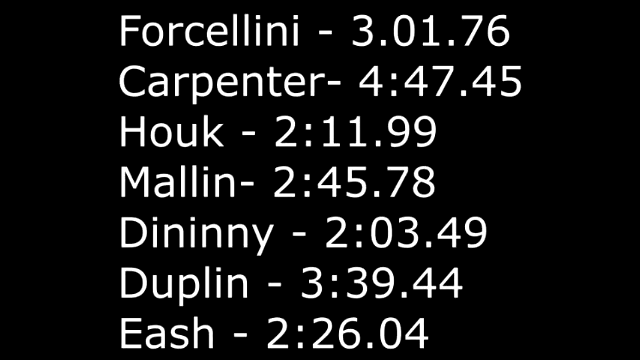 Forcellini - 3.01.76
Carpenter- 4:47.45
Houk - 2:11.99
Mallin- 2:45.78
Dininny - 2:03.49
Duplin - 3:39.44
Eash - 2:26.04